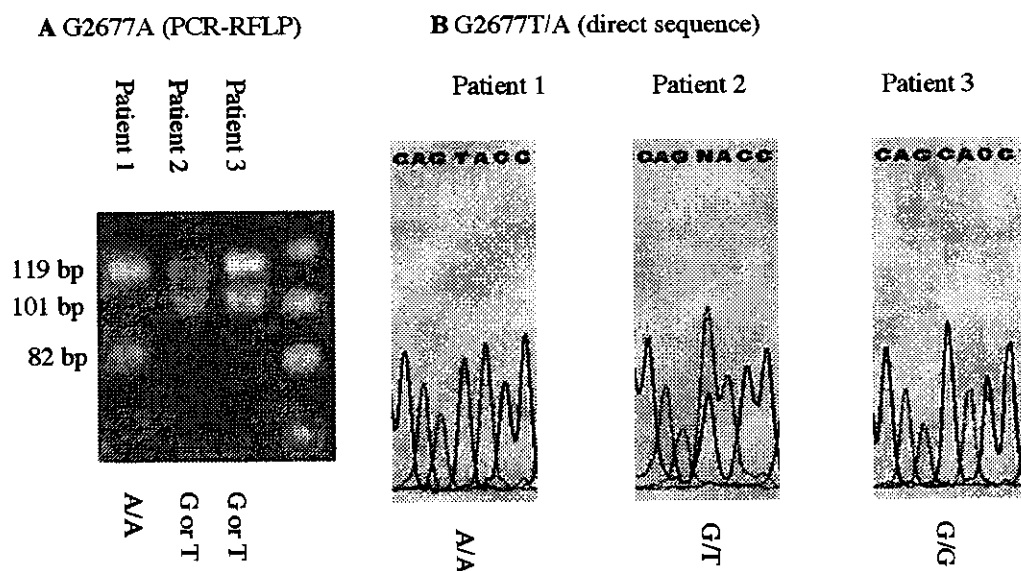 A G2677A (PCR-RFLP)
Patient 1
Patient 2
Patient 3
119 bp
101 bp
82 bp
A/A
G or T
G or T
B G2677T/A (direct sequence)
Patient 1
Patient 2
Patient 3
CAGTACC
CAGNACC
CAGCACC
A/A
G/T
G/G